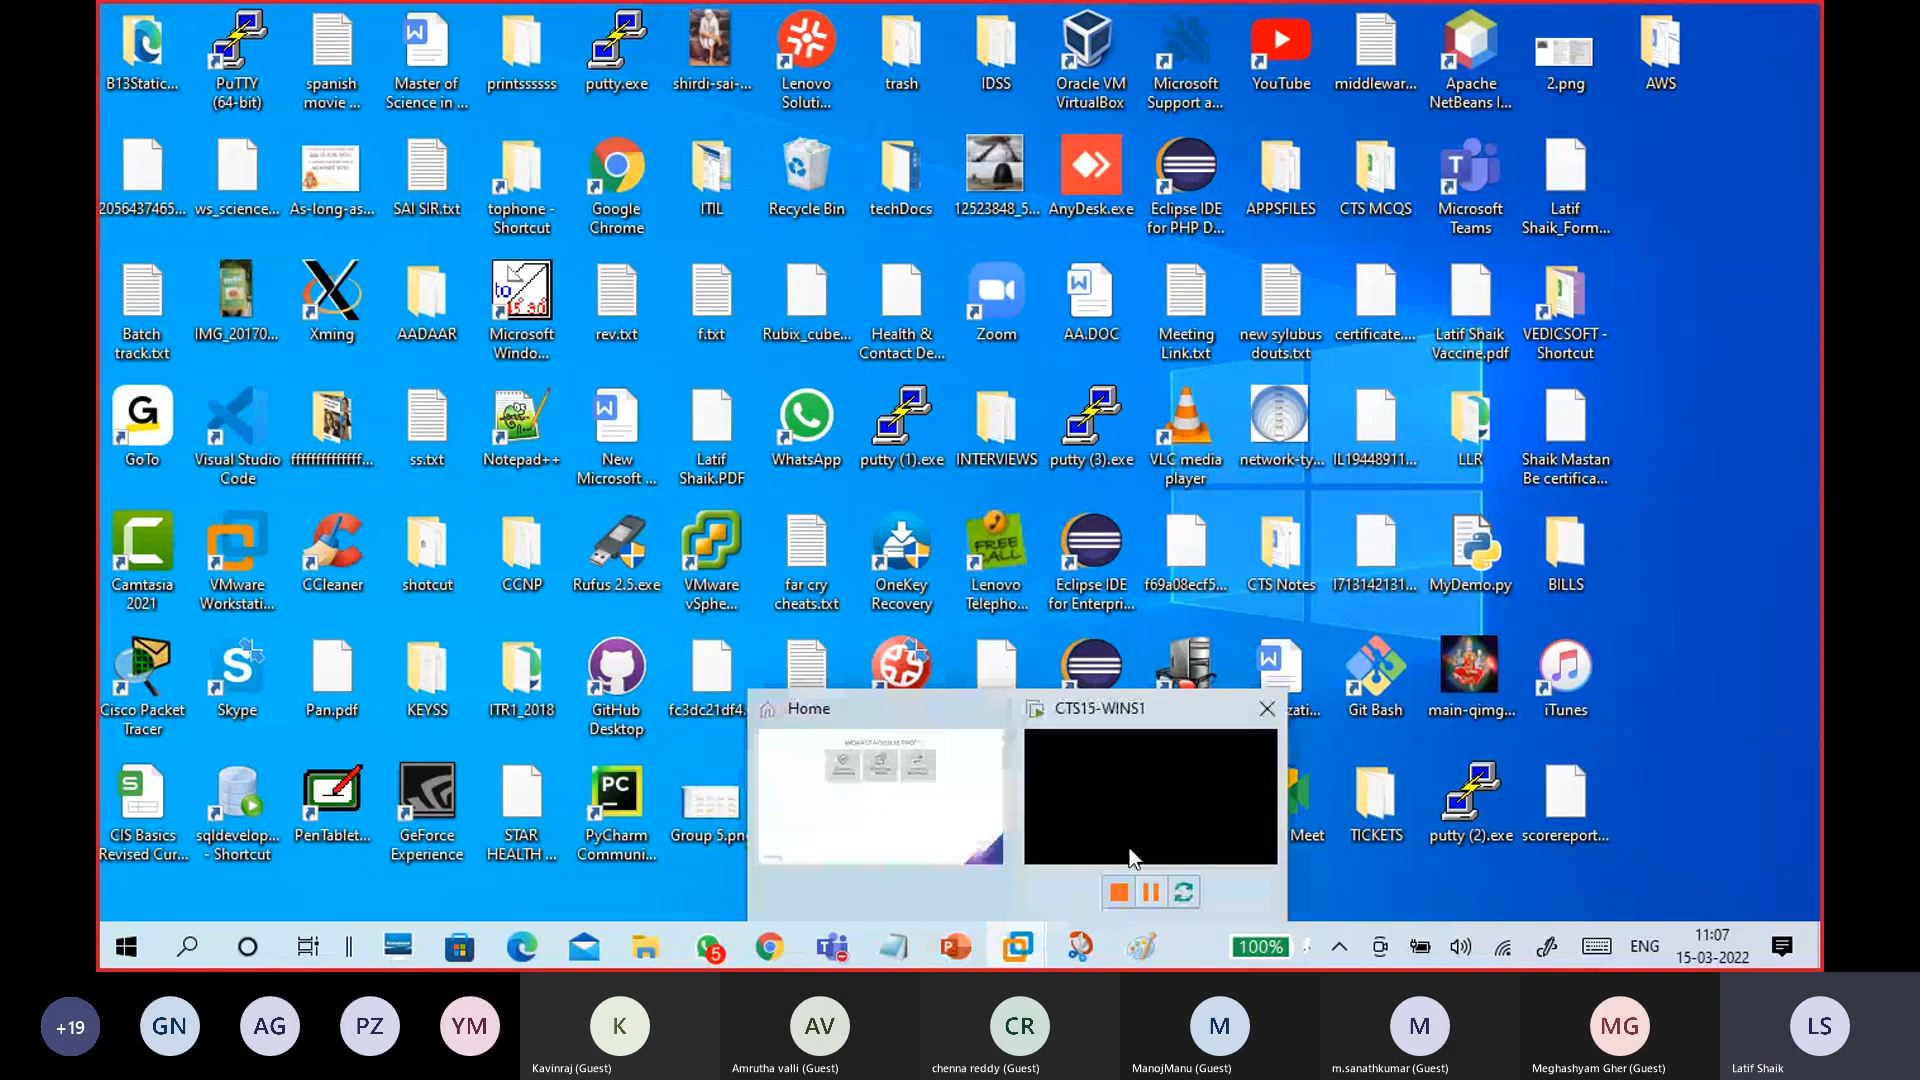 B13Static...
PuTTY
(64-bit)
spanish
movie ...
Master of
Science in ...
printssssss
putty.exe
shirdi-sai-...
Lenovo
Soluti...
trash
IDSS
Oracle VM
VirtualBox
Microsoft
Support a...
YouTube
middlewar...
Apache
NetBeans I...
2.png
AWS
2056437465...
ws_science...
As-long-as...
SAI SIR.txt
tophone -
Shortcut
Google
Chrome
ITIL
Recycle Bin
techDocs
12523848_5...
AnyDesk.exe
Eclipse IDE
for PHP D...
APPSFILES
CTS MCQS
Microsoft
Teams
Latif
Shaik_Form...
Batch
track.txt
IMG_20170...
Xming
AADAAR
Microsoft
Windo...
rev.txt
f.txt
Rubix_cube...
Health &
Contact De...
Zoom
AA.DOC
Meeting
Link.txt
new sylubus
douts.txt
certificate....
Latif Shaik
Vaccine.pdf
VEDICSOFT -
Shortcut
GoTo
Visual Studio
Code
ffffffffffffff...
ss.txt
Notepad++
New
Microsoft ...
Latif
Shaik.PDF
WhatsApp
putty (1).exe
INTERVIEWS
putty (3).exe
VLC media
player
network-ty...
IL19448911...
LLR
Shaik Mastan
Be certifica...
Camtasia
2021
VMware
Workstati...
CCleaner
shotcut
CCNP
Rufus 2.5.exe
VMware
vSphe...
far cry
cheats.txt
OneKey
Recovery
FREE
CALL
Lenovo
Telepho...
Eclipse IDE
for Enterpri...
f69a08ecf5...
CTS Notes
1713142131...
MyDemo.py
BILLS
Cisco Packet
Tracer
Skype
Pan.pdf
KEYSS
ITR1_2018
GitHub
Desktop
fc3dc21df4.
Home
CTS15-WINS1
zati...
Git Bash
main-qimg...
iTunes
CIS Basics
Revised Cur...
sqldevelop...
- Shortcut
PenTablet...
GeForce
Experience
STAR
HEALTH ...
PC
PyCharm
Communi...
Group 5.pn
Meet
TICKETS
putty (2).exe
scorereport...
5
100%
ENG
11:07
15-03-2022
+19
GN
AG
PZ
YM
K
AV
CR
M
M
MG
LS
Kavinraj (Guest)
Amrutha valli (Guest)
chenna reddy (Guest)
ManojManu (Guest)
m.sanathkumar (Guest)
Meghashyam Gher (Guest)
Latif Shaik